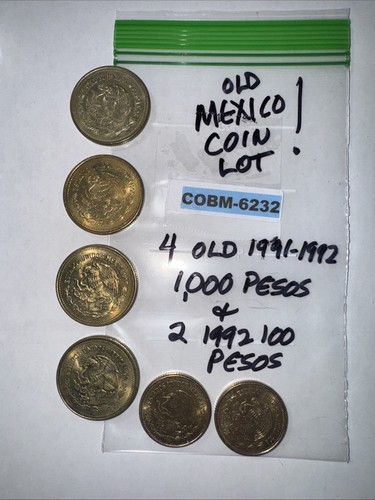 OLD
MEXICO!
COIN
LOT
COBM-6232
4 OLD 1991-1992
1,000 PESOS
&
2 1992 100
PESOS